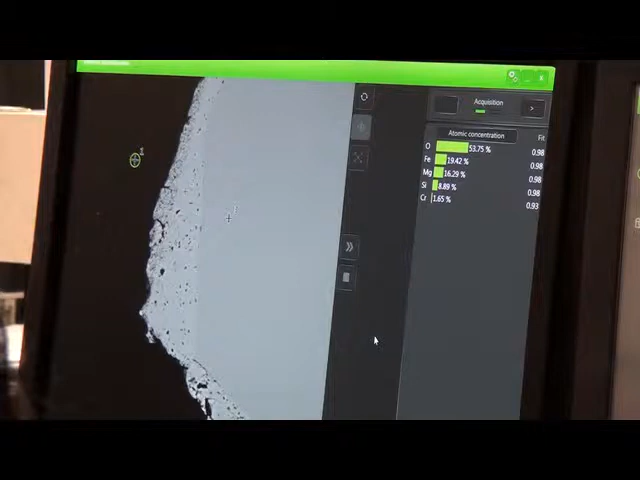 x
Acquisition
>
Atomic concentration Fit
1
O 53.75 % 0.98
Fe 19.42 % 0.98
Mg 16.29 % 0.98
Si 8.89 % 0.98
Cr 1.65 % 0.93